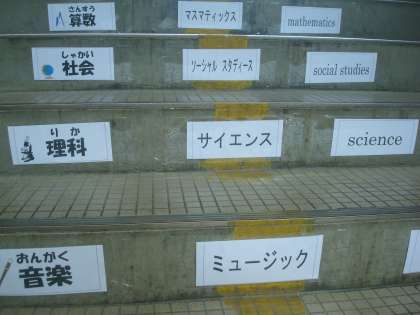 さんすう
算数 マスマティックス mathematics
しゃかい
社会 ソーシャル スタディース social studies
りか
理科 サイエンス science
おんがく
音楽 ミュージック